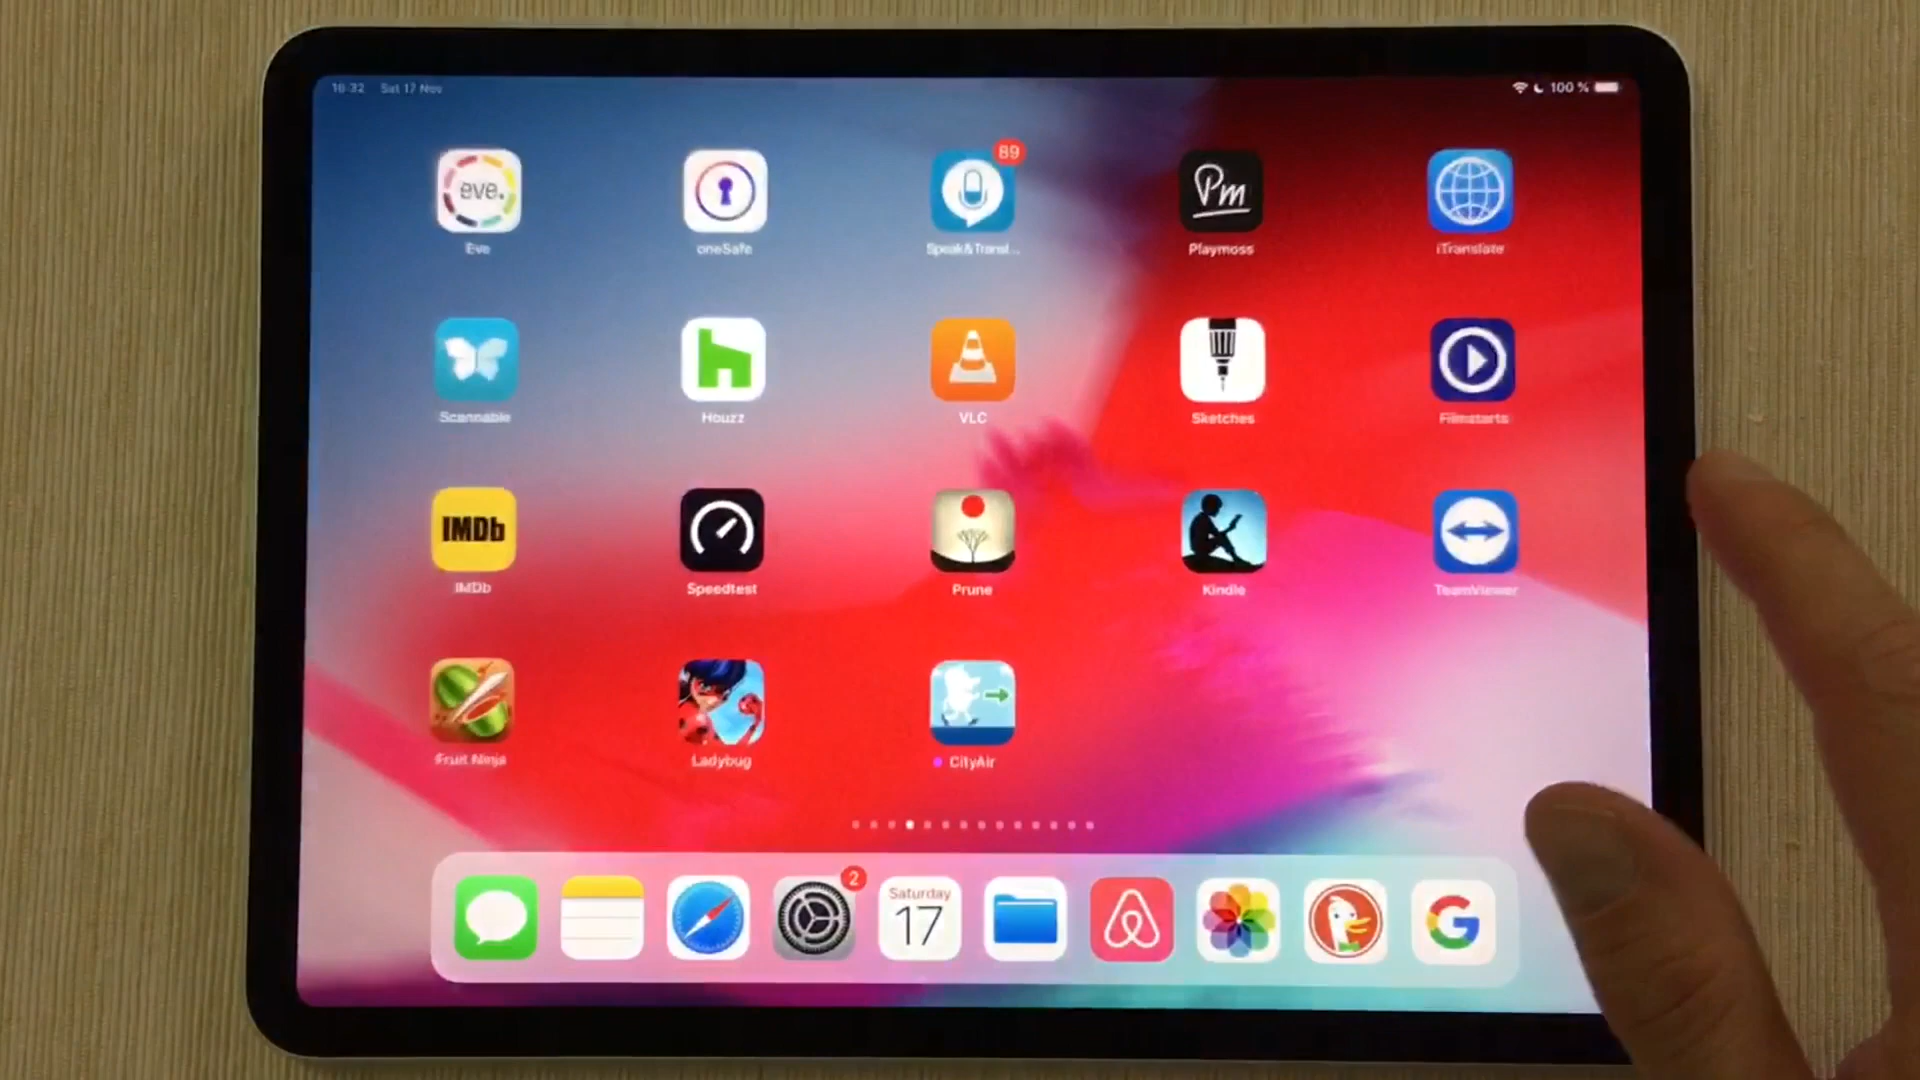 16:32 Sat 17 Nov 100 %
eve.
89
Pm
Eve oneSafe Speak&Transl... Playmoss iTranslate
Scannable Houzz VLC Sketches Filmstarts
IMDb
IMDb Speedtest Prune Kindle TeamViewer
Fruit Ninja Ladybug CityAir
2
Saturday
17
G